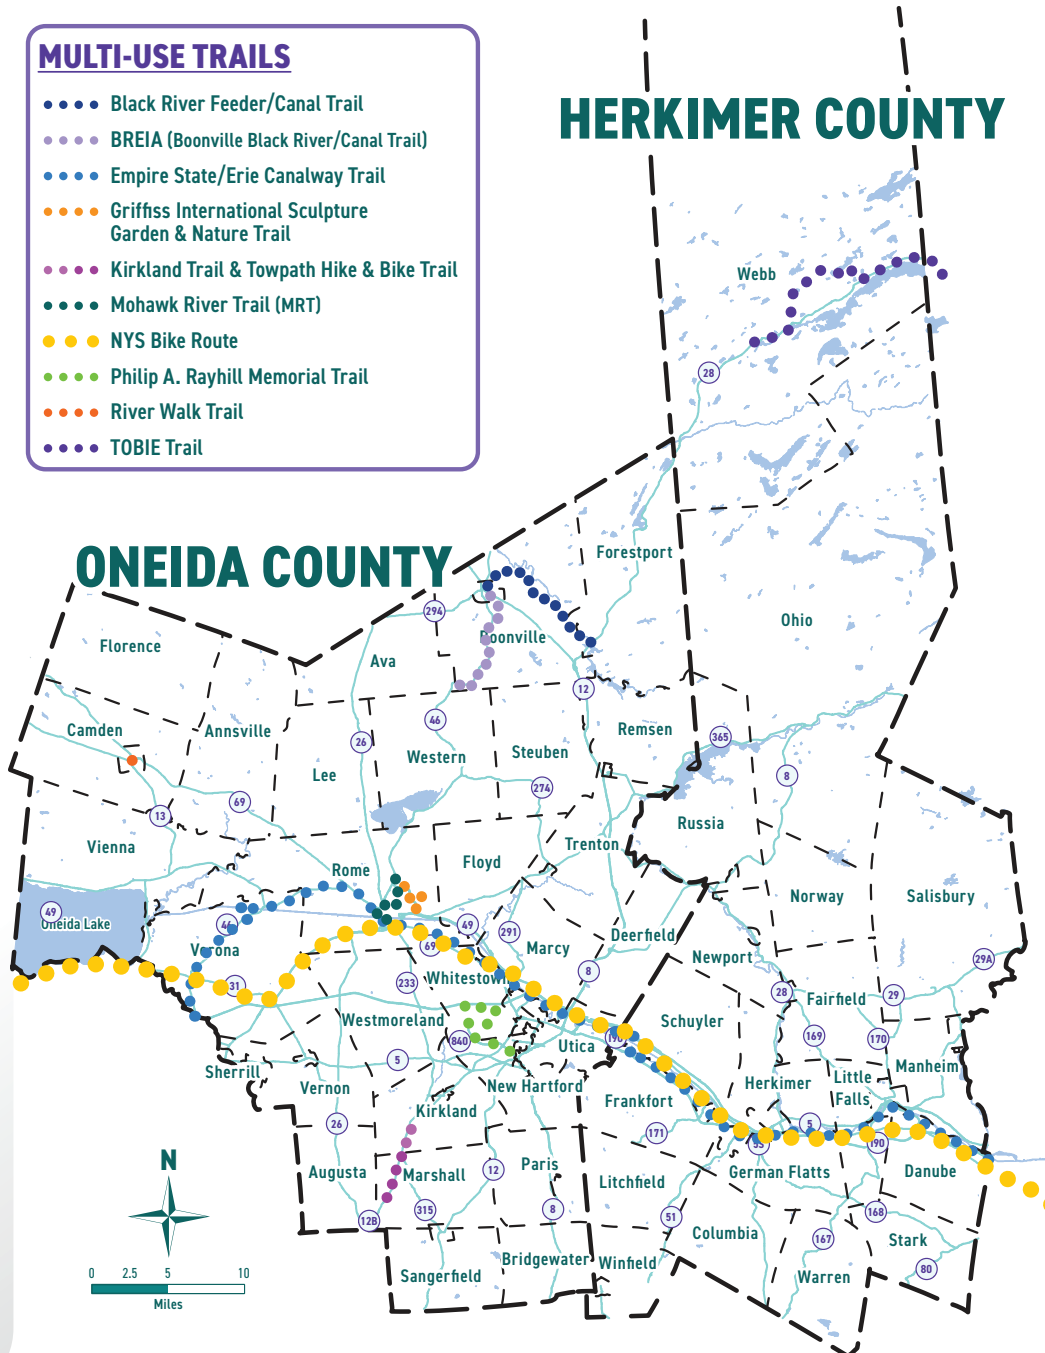 MULTI-USE TRAILS
Black River Feeder/Canal Trail
BREIA (Boonville Black River/Canal Trail)
Empire State/Erie Canalway Trail
Griffiss International Sculpture
Garden & Nature Trail
Kirkland Trail & Towpath Hike & Bike Trail
Mohawk River Trail (MRT)
NYS Bike Route
Philip A. Rayhill Memorial Trail
River Walk Trail
TOBIE Trail
HERKIMER COUNTY
Webb
28
ONEIDA COUNTY
Forestport
294
Boonville
Ohio
Florence
Ava
12
Camden
Annsville
46
Remsen
26
365
Western
Steuben
Lee
8
69
274
13
Russia
Vienna
Trenton
Floyd
Rome
Norway
Salisbury
49
Oneida Lake
46
49
291
Deerfield
Verona
69
Marcy
Newport
29A
8
Whitestown
31
233
28
Fairfield
29
Westmoreland
Schuyler
840
Utica
190
169
170
5
Sherrill
Vernon
New Hartford
Herkimer
Little
Falls
Manheim
Kirkland
Frankfort
26
171
5
5S
190
Augusta
Marshall
12
Paris
Litchfield
German Flatts
Danube
N
12B
315
8
51
168
Columbia
167
Stark
Bridgewater
Winfield
80
Sangerfield
Warren
0 2.5 5 10
Miles